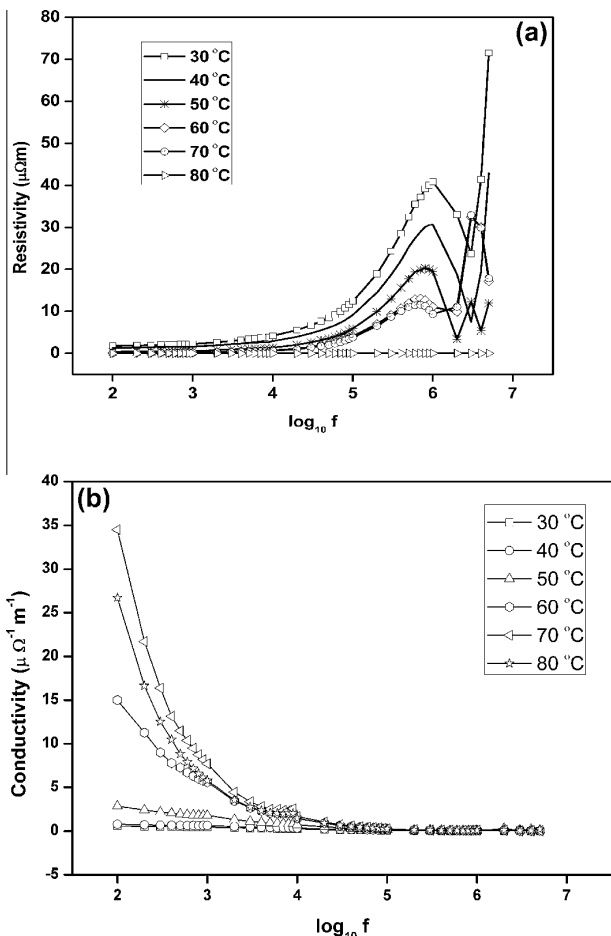 (a)
80
70
60
50
40
30
20
10
0
Resistivity (μΩm)
30 °C
40 °C
50 °C
60 °C
70 °C
80 °C
2 3 4 5 6 7
log₁₀ f
(b)
40
35
30
25
20
15
10
5
0
-5
Conductivity (μ Ω⁻¹ m⁻¹)
30 °C
40 °C
50 °C
60 °C
70 °C
80 °C
2 3 4 5 6 7
log₁₀ f